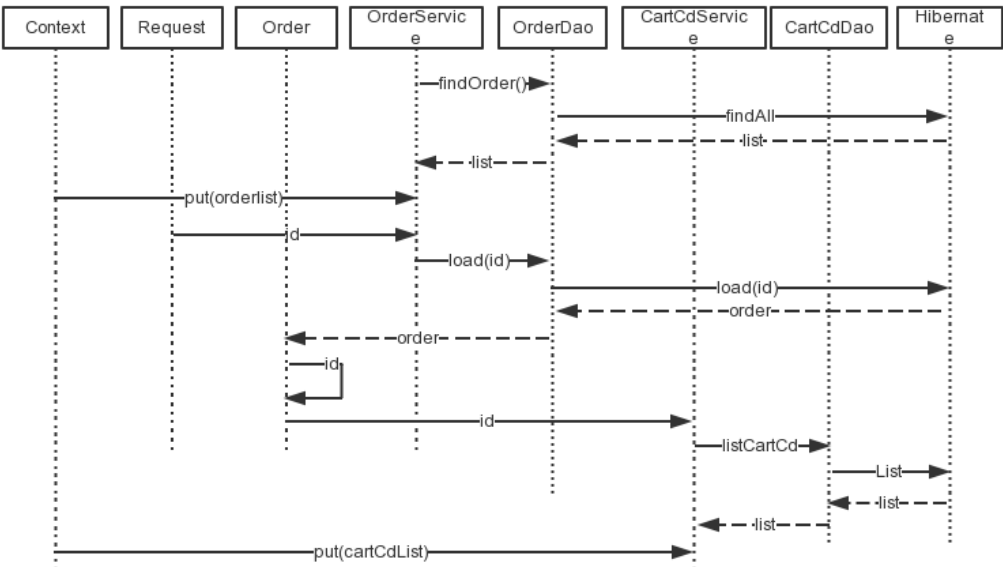 Context
Request
Order
OrderServic
e
OrderDao
CartCdServic
e
CartCdDao
Hibernat
e
findOrder()
findAll
list
list
put(orderlist)
id
load(id)
load(id)
order
order
id
id
listCartCd
List
list
list
put(cartCdList)